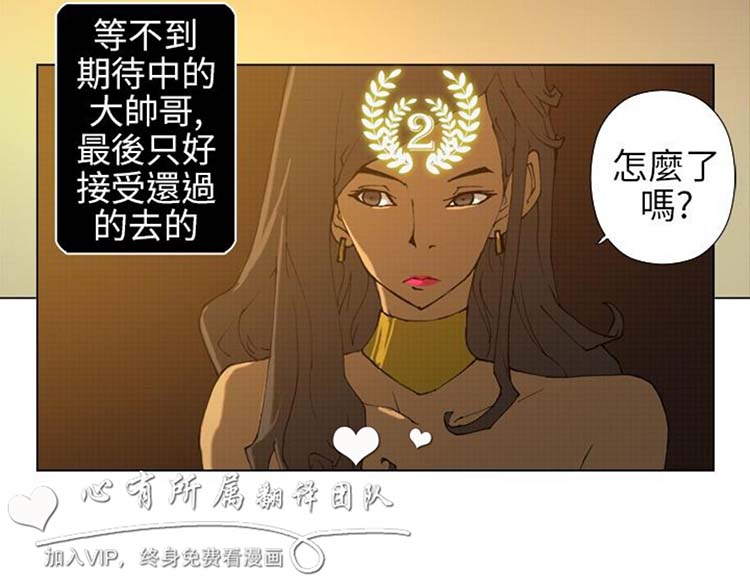 等不到
期待中的
大帥哥,
最後只好
接受還過
的去的
2
怎麼了
嗎?
心有所属翻译团队
加入VIP，终身免费看漫画